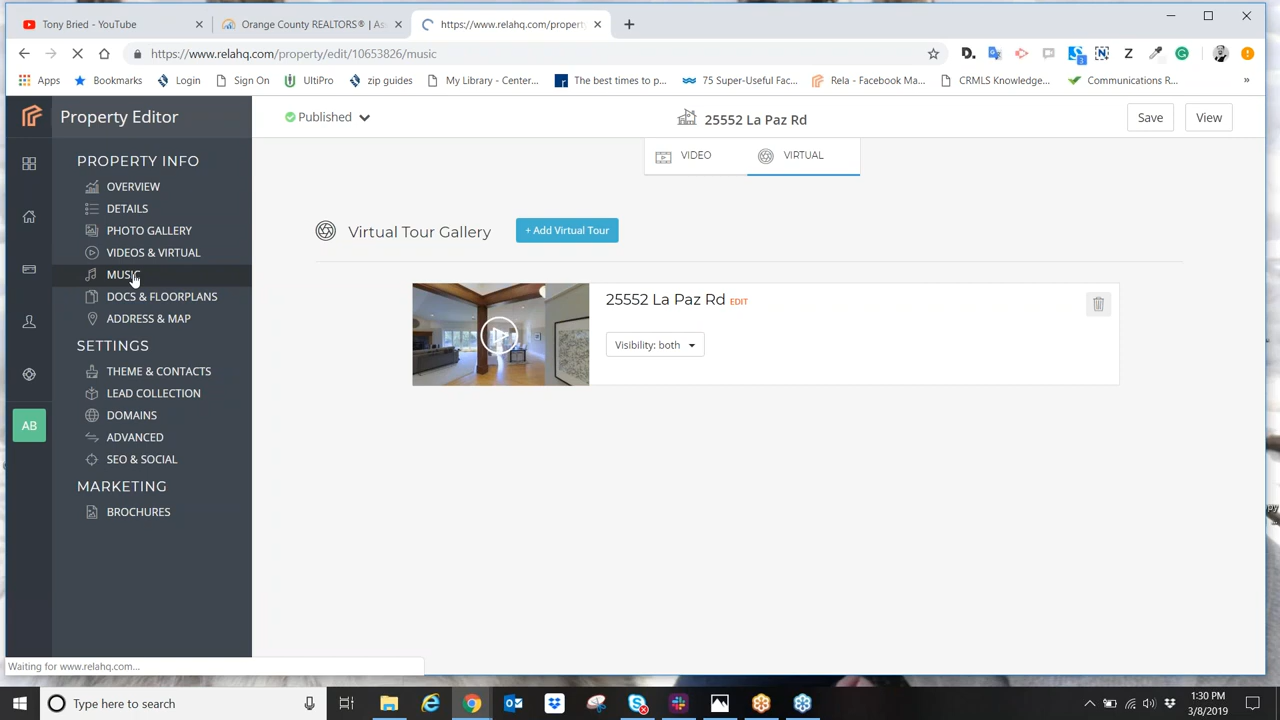 Tony Bried - YouTube
Orange County REALTORS® | As
https://www.relahq.com/property
https://www.relahq.com/property/edit/10653826/music
Apps
Bookmarks
Login
Sign On
UltiPro
zip guides
My Library - Center...
The best times to p...
75 Super-Useful Fac...
Rela - Facebook Ma...
CRMLS Knowledge...
Communications R...
»
Property Editor
Published
25552 La Paz Rd
Save
View
PROPERTY INFO
OVERVIEW
DETAILS
PHOTO GALLERY
VIDEOS & VIRTUAL
MUSIC
DOCS & FLOORPLANS
ADDRESS & MAP
SETTINGS
THEME & CONTACTS
LEAD COLLECTION
DOMAINS
ADVANCED
SEO & SOCIAL
MARKETING
BROCHURES
AB
VIDEO
VIRTUAL
Virtual Tour Gallery
+ Add Virtual Tour
25552 La Paz Rd EDIT
Visibility: both
Waiting for www.relahq.com...
Type here to search
1:30 PM
3/8/2019